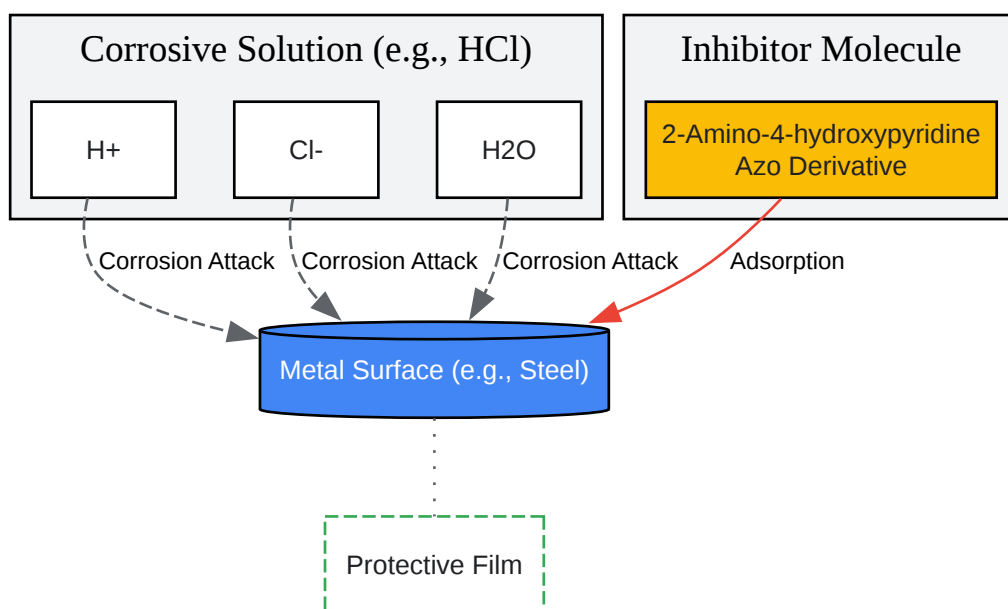 Corrosive Solution (e.g., HCl)
Inhibitor Molecule
H+
Cl-
H2O
2-Amino-4-hydroxypyridine
Azo Derivative
Corrosion Attack
Corrosion Attack
Corrosion Attack
Adsorption
Metal Surface (e.g., Steel)
Protective Film